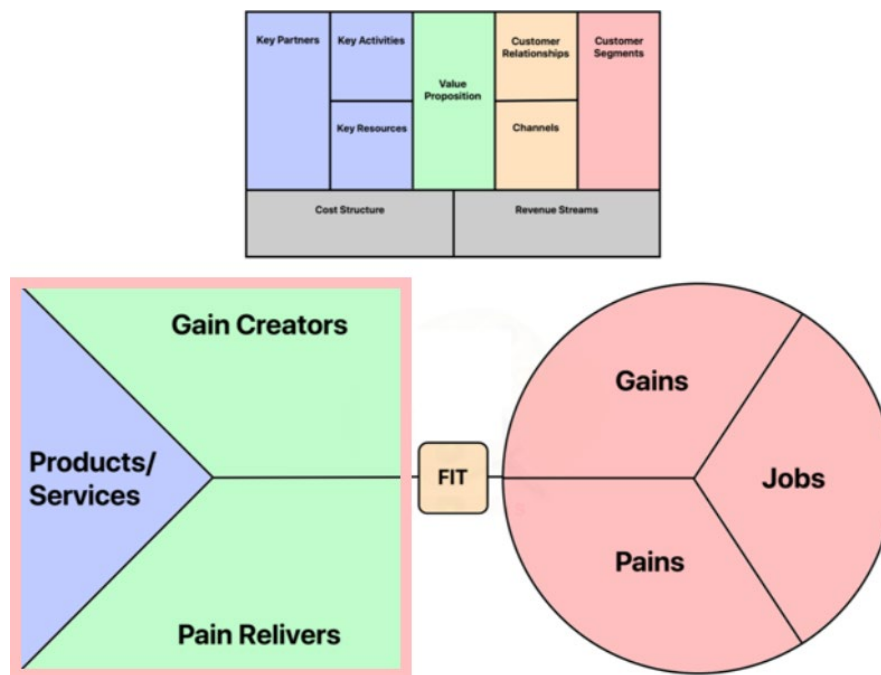 Key Partners
Key Activities
Value
Proposition
Customer
Relationships
Customer
Segments
Key Resources
Channels
Cost Structure
Revenue Streams
Gain Creators
Products/
Services
Pain Relivers
FIT
Gains
Jobs
Pains